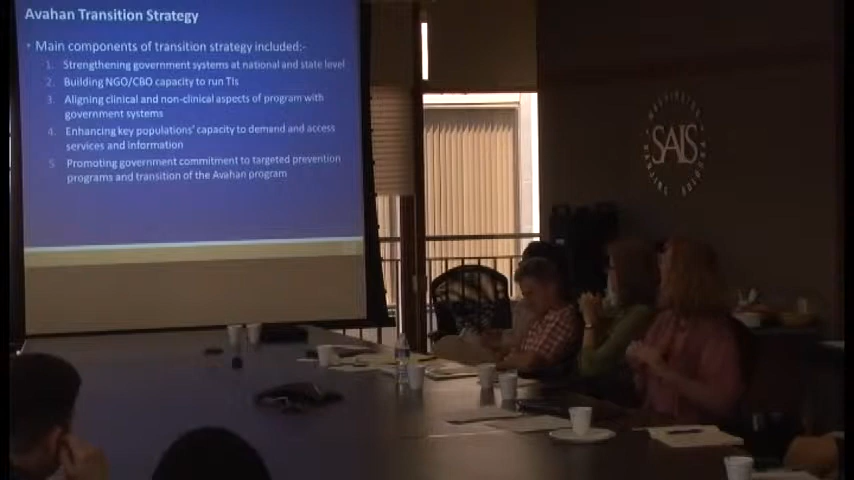 Avahan Transition Strategy
• Main components of transition strategy included:-
1. Strengthening government systems at national and state level
2. Building NGO/CBO capacity to run TIs
3. Aligning clinical and non-clinical aspects of program with
government systems
4. Enhancing key populations' capacity to demand and access
services and information
5 Promoting government commitment to targeted prevention
programs and transition of the Avahan program
SAIS
WASHINGTON
NANJING
BOLOGNA